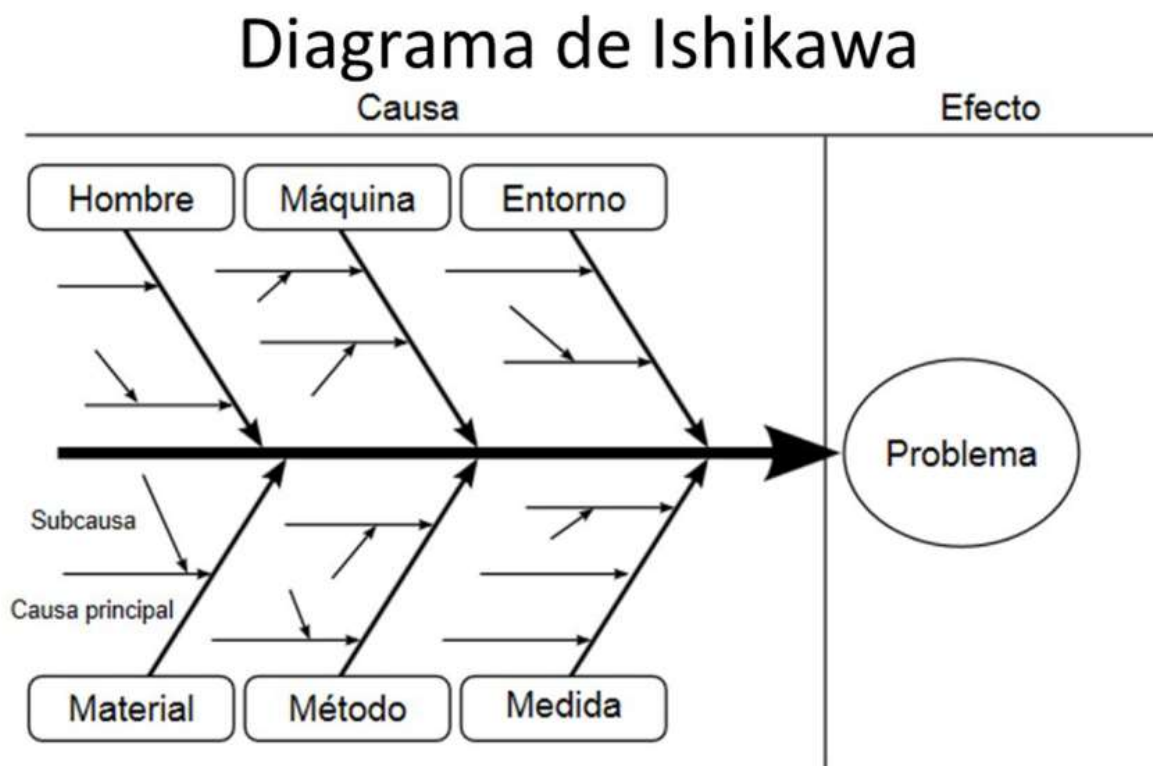 Diagrama de Ishikawa
Causa
Efecto
Hombre
Máquina
Entorno
Problema
Subcausa
Causa principal
Material
Método
Medida